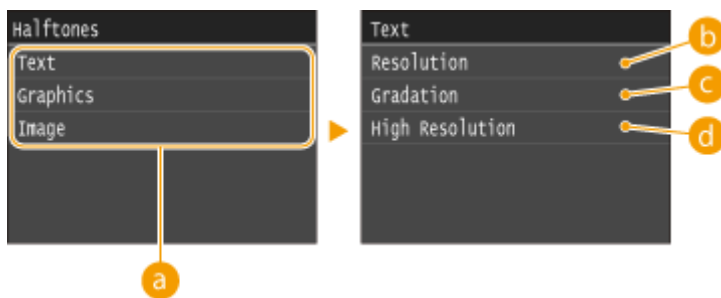 Halftones
Text
Graphics
Image
a
Text
Resolution
Gradation
High Resolution
b
c
d